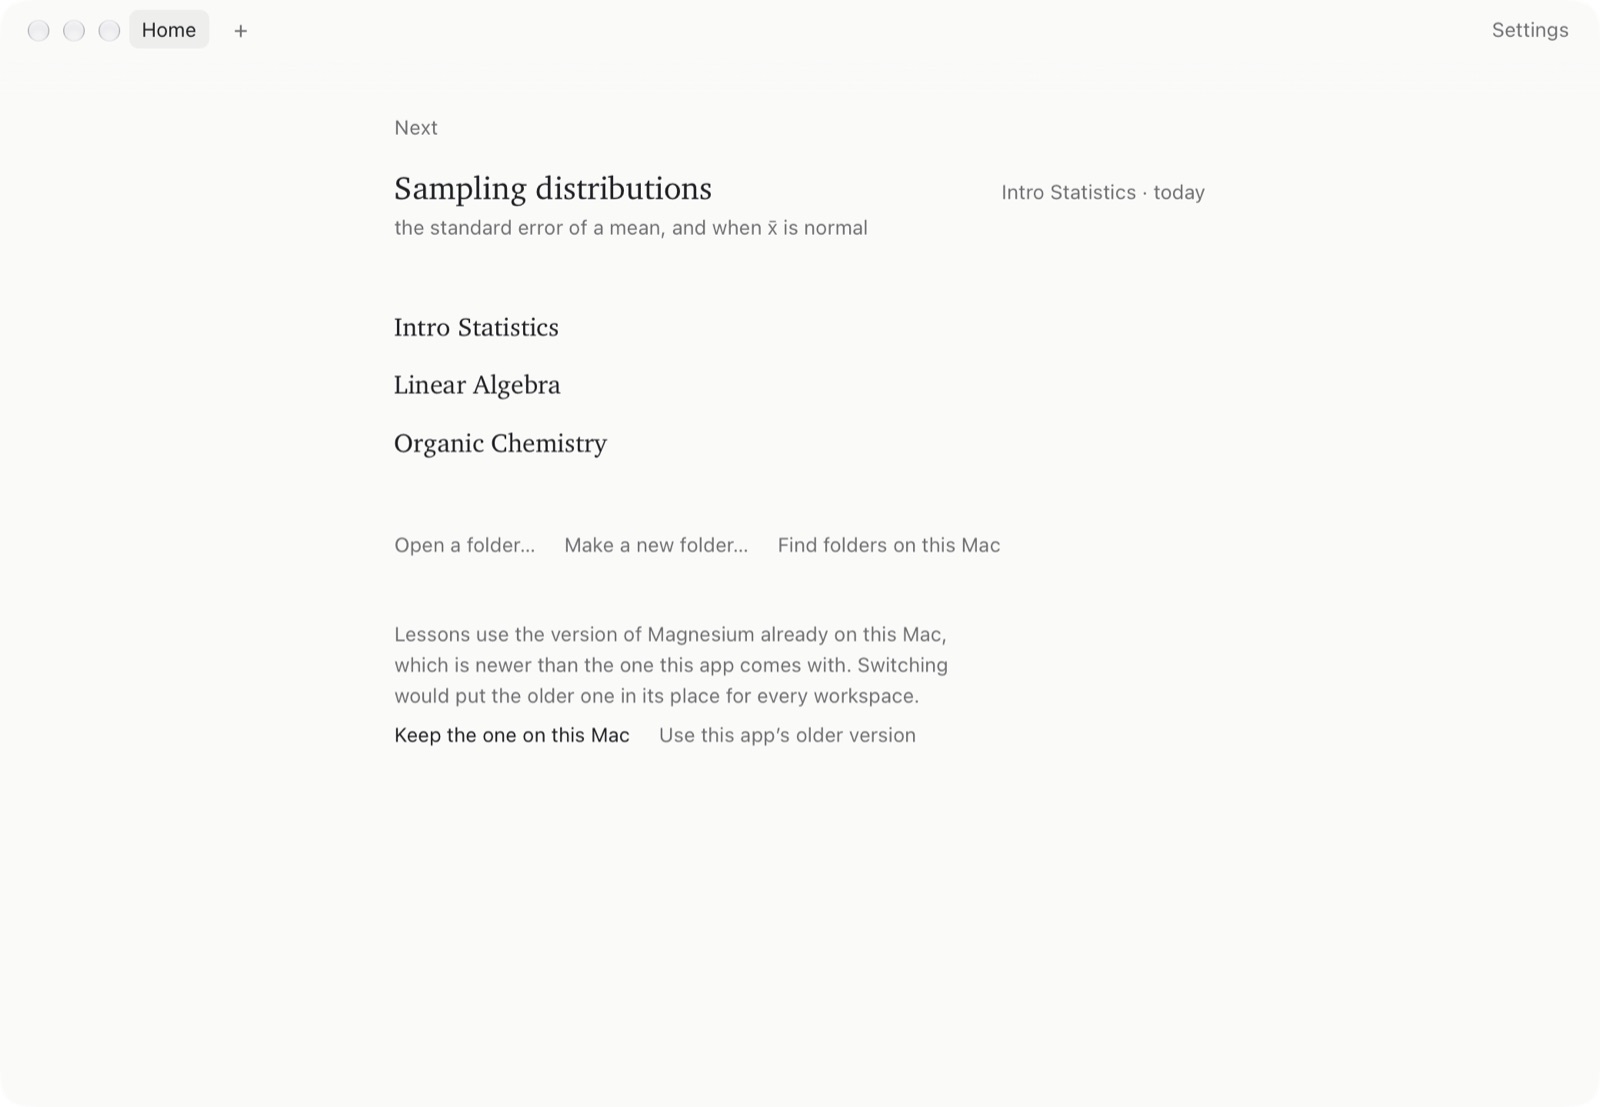 Home +
Settings
Next
Sampling distributions
Intro Statistics · today
the standard error of a mean, and when x̄ is normal
Intro Statistics
Linear Algebra
Organic Chemistry
Open a folder... Make a new folder... Find folders on this Mac
Lessons use the version of Magnesium already on this Mac,
which is newer than the one this app comes with. Switching
would put the older one in its place for every workspace.
Keep the one on this Mac Use this app’s older version